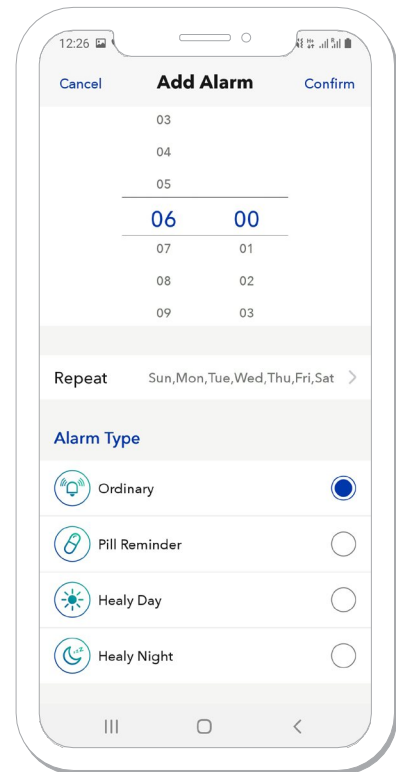 12:26
Cancel Add Alarm Confirm
03
04
05
06 00
07 01
08 02
09 03
Repeat Sun,Mon,Tue,Wed,Thu,Fri,Sat
Alarm Type
Ordinary
Pill Reminder
Healy Day
Healy Night